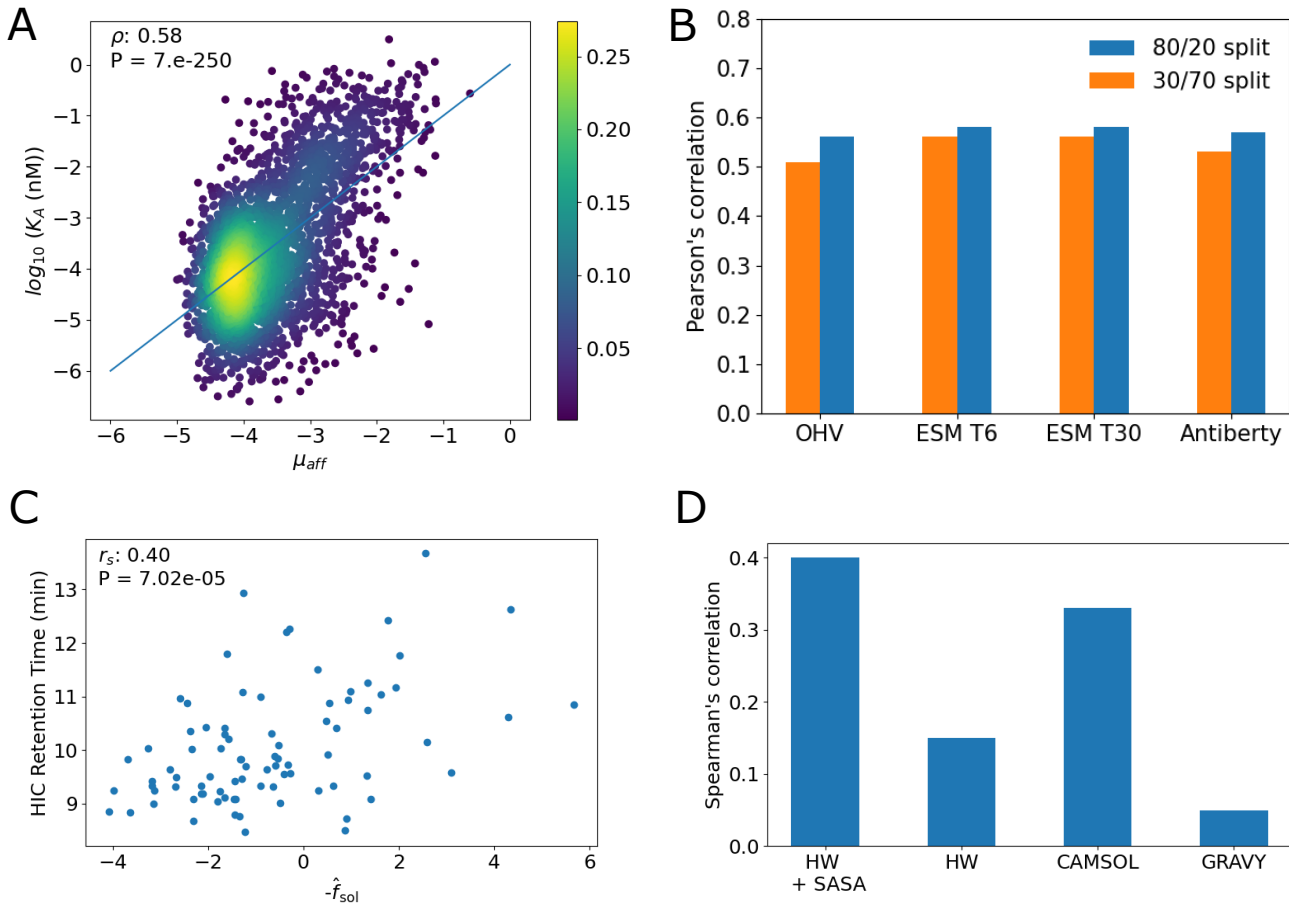 A
ρ: 0.58
P = 7.e-250
0
−1
−2
−3
−4
−5
−6
log10 (KA (nM))
−6 −5 −4 −3 −2 −1 0
μaff
0.25
0.20
0.15
0.10
0.05
B
80/20 split
30/70 split
0.8
0.7
0.6
0.5
0.4
0.3
0.2
0.1
0.0
Pearson's correlation
OHV ESM T6 ESM T30 Antiberty
C
rs: 0.40
P = 7.02e-05
13
12
11
10
9
HIC Retention Time (min)
−4 −2 0 2 4 6
-f̂sol
D
0.4
0.3
0.2
0.1
0.0
Spearman's correlation
HW HW CAMSOL GRAVY
+ SASA